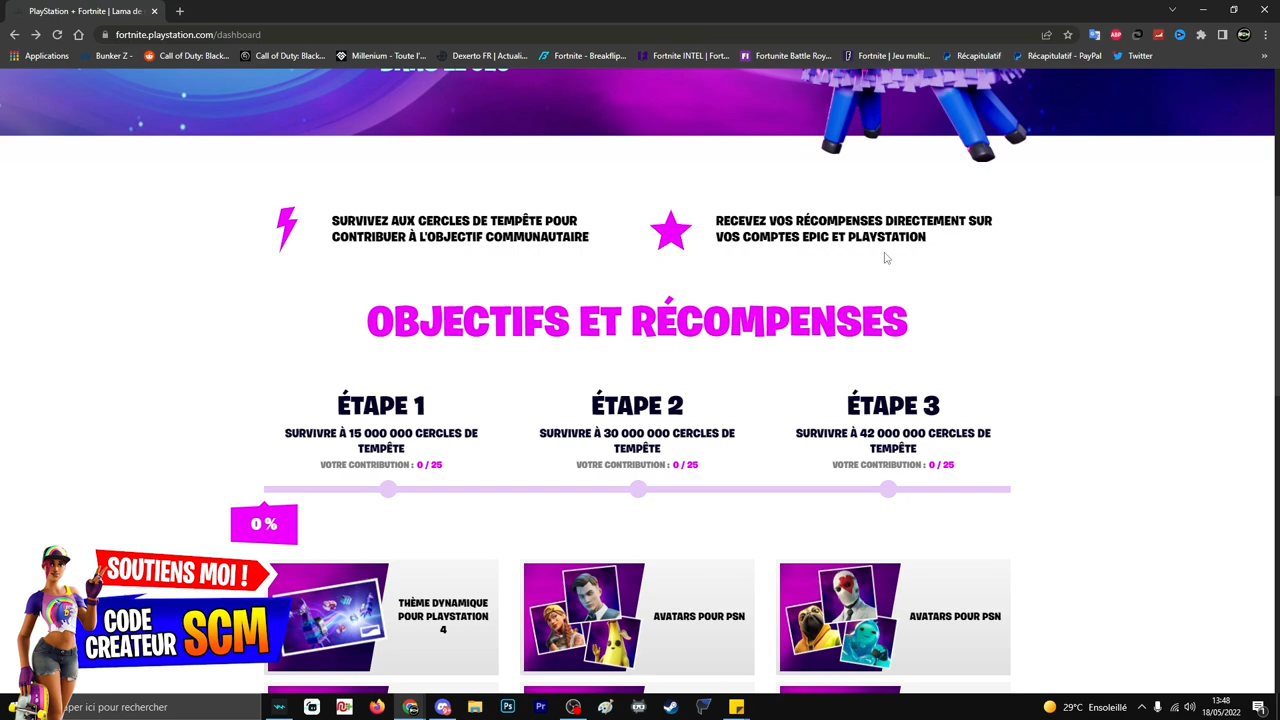 PlayStation + Fortnite | Lama de
fortnite.playstation.com/dashboard
Applications
Bunker Z -
Call of Duty: Black...
Call of Duty: Black...
Millenium - Toute l'...
Dexerto FR | Actuali...
Fortnite - Breakflip...
Fortnite INTEL | Fort...
Fortunite Battle Roy...
Fortnite | Jeu multi...
Récapitulatif
Récapitulatif - PayPal
Twitter
SURVIVEZ AUX CERCLES DE TEMPÊTE POUR
CONTRIBUER À L'OBJECTIF COMMUNAUTAIRE
RECEVEZ VOS RÉCOMPENSES DIRECTEMENT SUR
VOS COMPTES EPIC ET PLAYSTATION
OBJECTIFS ET RÉCOMPENSES
ÉTAPE 1
SURVIVRE À 15 000 000 CERCLES DE
TEMPÊTE
VOTRE CONTRIBUTION : 0 / 25
ÉTAPE 2
SURVIVRE À 30 000 000 CERCLES DE
TEMPÊTE
VOTRE CONTRIBUTION : 0 / 25
ÉTAPE 3
SURVIVRE À 42 000 000 CERCLES DE
TEMPÊTE
VOTRE CONTRIBUTION : 0 / 25
0 %
THÈME DYNAMIQUE
POUR PLAYSTATION
4
AVATARS POUR PSN
AVATARS POUR PSN
SOUTIENS MOI !
CODE
CREATEUR SCM
aper ici pour rechercher
29°C Ensoleillé
13:48
18/05/2022